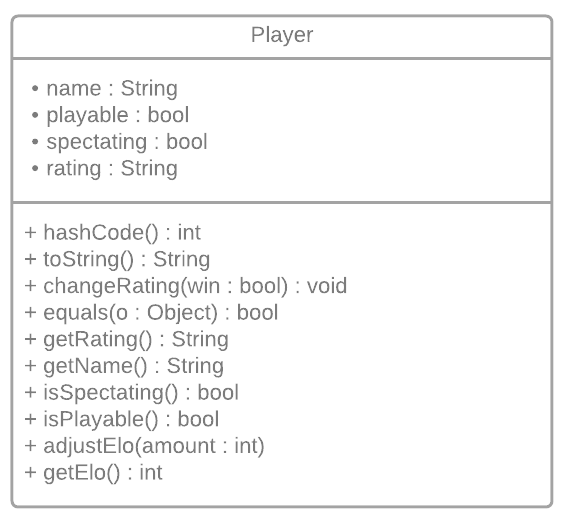 Player
• name : String
• playable : bool
• spectating : bool
• rating : String
+ hashCode() : int
+ toString() : String
+ changeRating(win : bool) : void
+ equals(o : Object) : bool
+ getRating() : String
+ getName() : String
+ isSpectating() : bool
+ isPlayable() : bool
+ adjustElo(amount : int)
+ getElo() : int